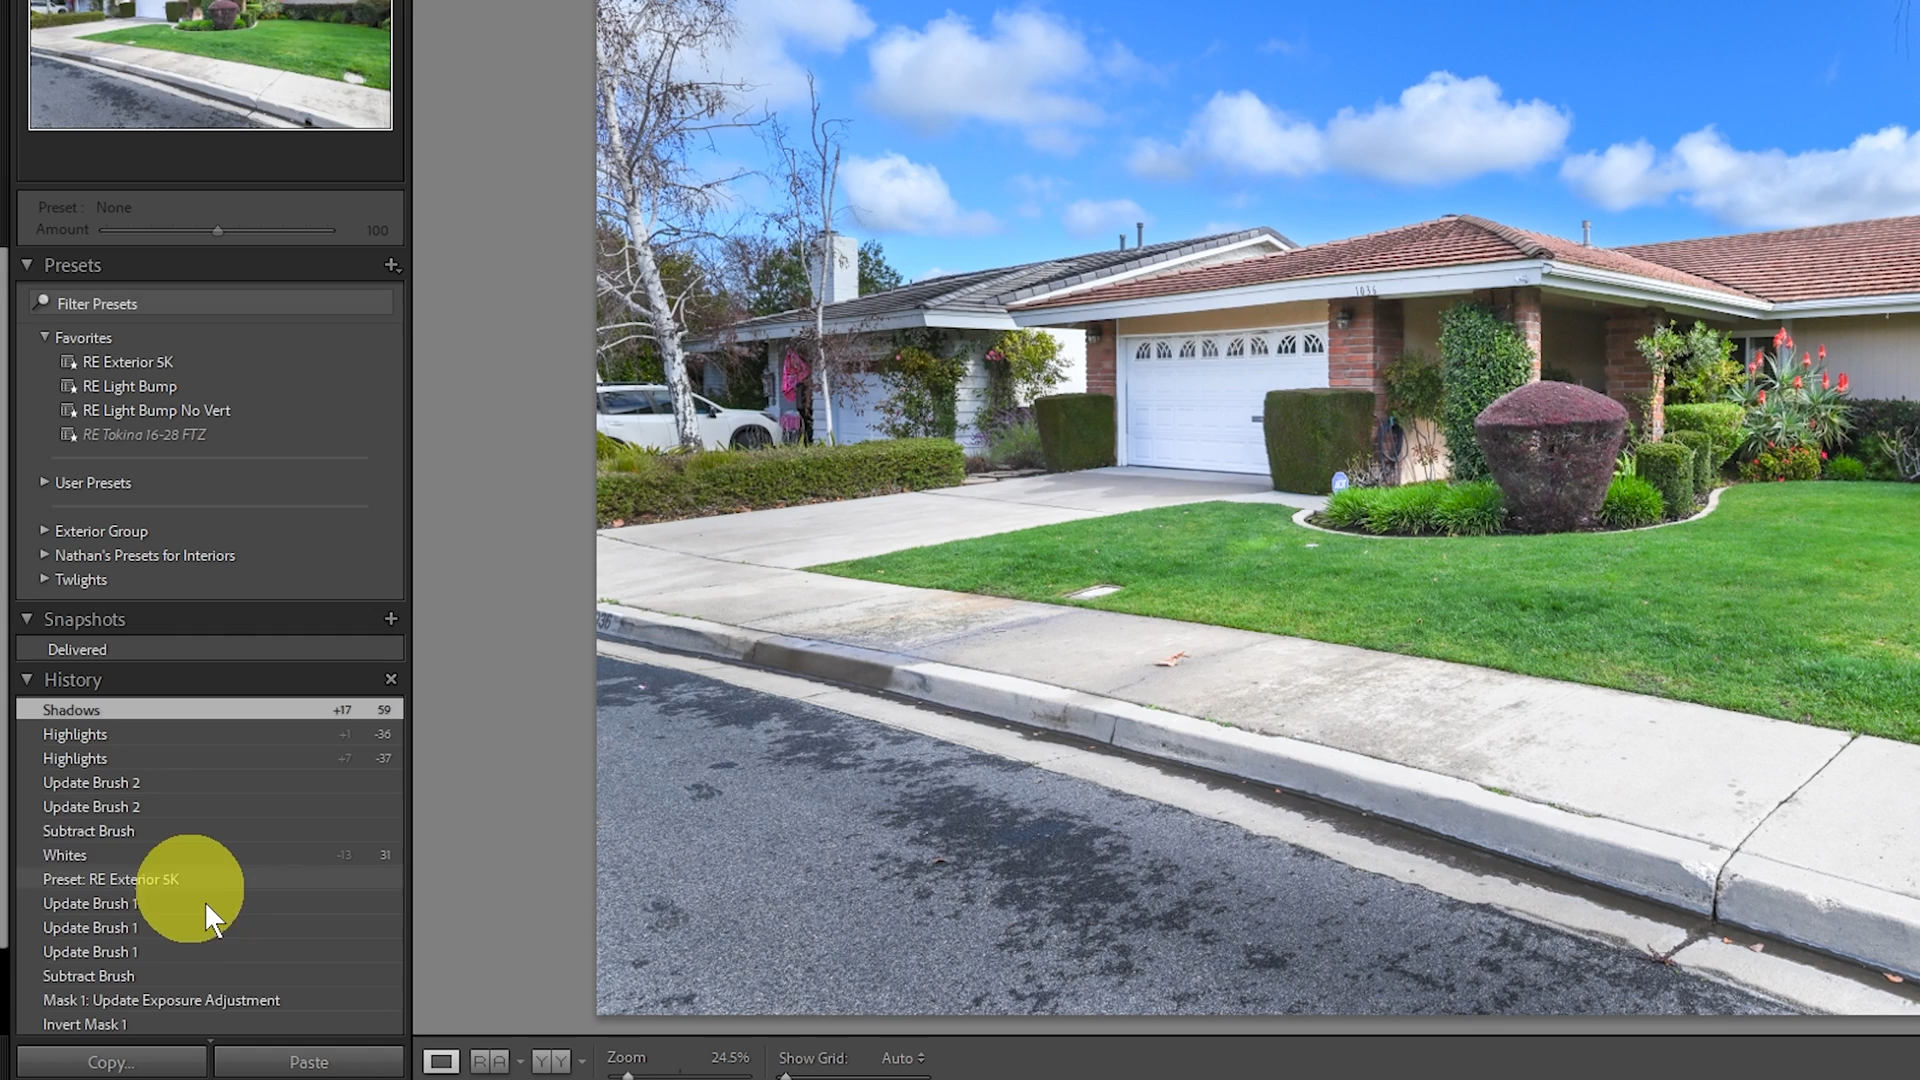 Preset : None
Amount 100
Presets
Filter Presets
Favorites
RE Exterior 5K
RE Light Bump
RE Light Bump No Vert
RE Tokina 16-28 FTZ
User Presets
Exterior Group
Nathan's Presets for Interiors
Twlights
Snapshots
Delivered
History
Shadows +17 59
Highlights +1 -36
Highlights +7 -37
Update Brush 2
Update Brush 2
Subtract Brush
Whites -13 31
Preset: RE Exterior 5K
Update Brush 1
Update Brush 1
Update Brush 1
Subtract Brush
Mask 1: Update Exposure Adjustment
Invert Mask 1
Copy... Paste
R A Y Y Zoom 24.5% Show Grid: Auto
1036
ADT